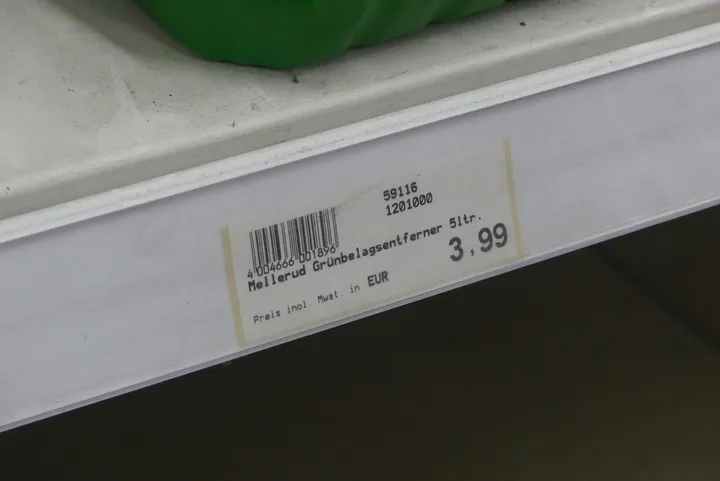 59116
1201000
4 004666 001896
Mellerud Grünbelagsentferner 5ltr.
3,99
Preis incl. Mwst. in EUR